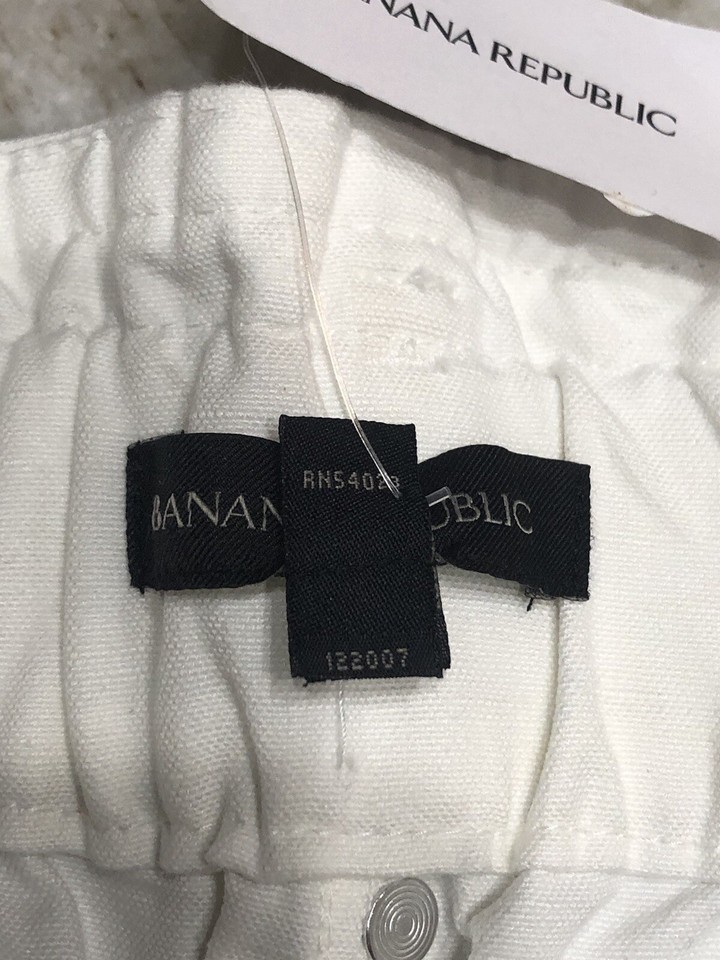 NANA REPUBLIC
RN54023
BANAN UBLIC
122007